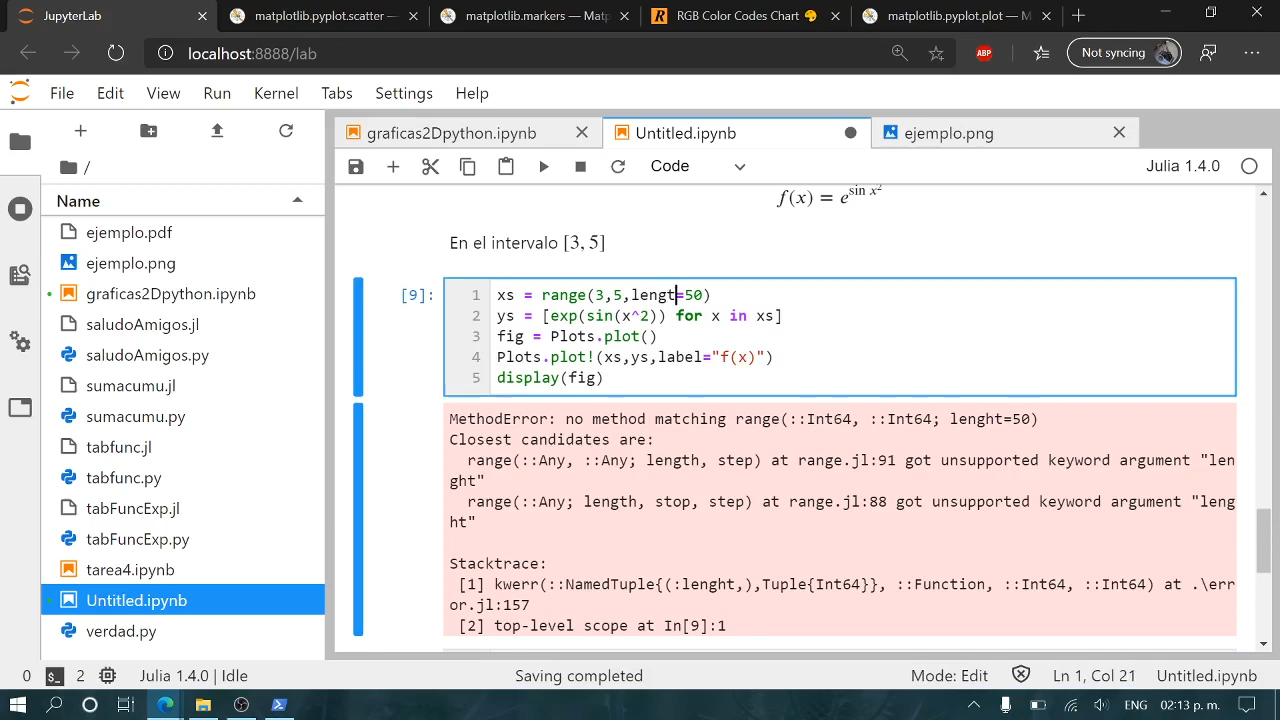 JupyterLab
matplotlib.pyplot.scatter —
matplotlib.markers — Mat
RGB Color Codes Chart
matplotlib.pyplot.plot — M
localhost:8888/lab
ABP
Not syncing
File Edit View Run Kernel Tabs Settings Help
graficas2Dpython.ipynb
Untitled.ipynb
ejemplo.png
Code
Julia 1.4.0
/
Name
ejemplo.pdf
ejemplo.png
graficas2Dpython.ipynb
saludoAmigos.jl
saludoAmigos.py
sumacumu.jl
sumacumu.py
tabfunc.jl
tabfunc.py
tabFuncExp.jl
tabFuncExp.py
tarea4.ipynb
Untitled.ipynb
verdad.py
f(x) = e^{sin x^2}
En el intervalo [3, 5]
[9]:
1 xs = range(3,5,lengt=50)
2 ys = [exp(sin(x^2)) for x in xs]
3 fig = Plots.plot()
4 Plots.plot!(xs,ys,label="f(x)")
5 display(fig)
MethodError: no method matching range(::Int64, ::Int64; lenght=50)
Closest candidates are:
range(::Any, ::Any; length, step) at range.jl:91 got unsupported keyword argument "len
ght"
range(::Any; length, stop, step) at range.jl:88 got unsupported keyword argument "leng
ht"
Stacktrace:
[1] kwerr(::NamedTuple{(:lenght,),Tuple{Int64}}, ::Function, ::Int64, ::Int64) at .\err
or.jl:157
[2] top-level scope at In[9]:1
0 2 Julia 1.4.0 | Idle Saving completed Mode: Edit Ln 1, Col 21 Untitled.ipynb
ENG 02:13 p. m.